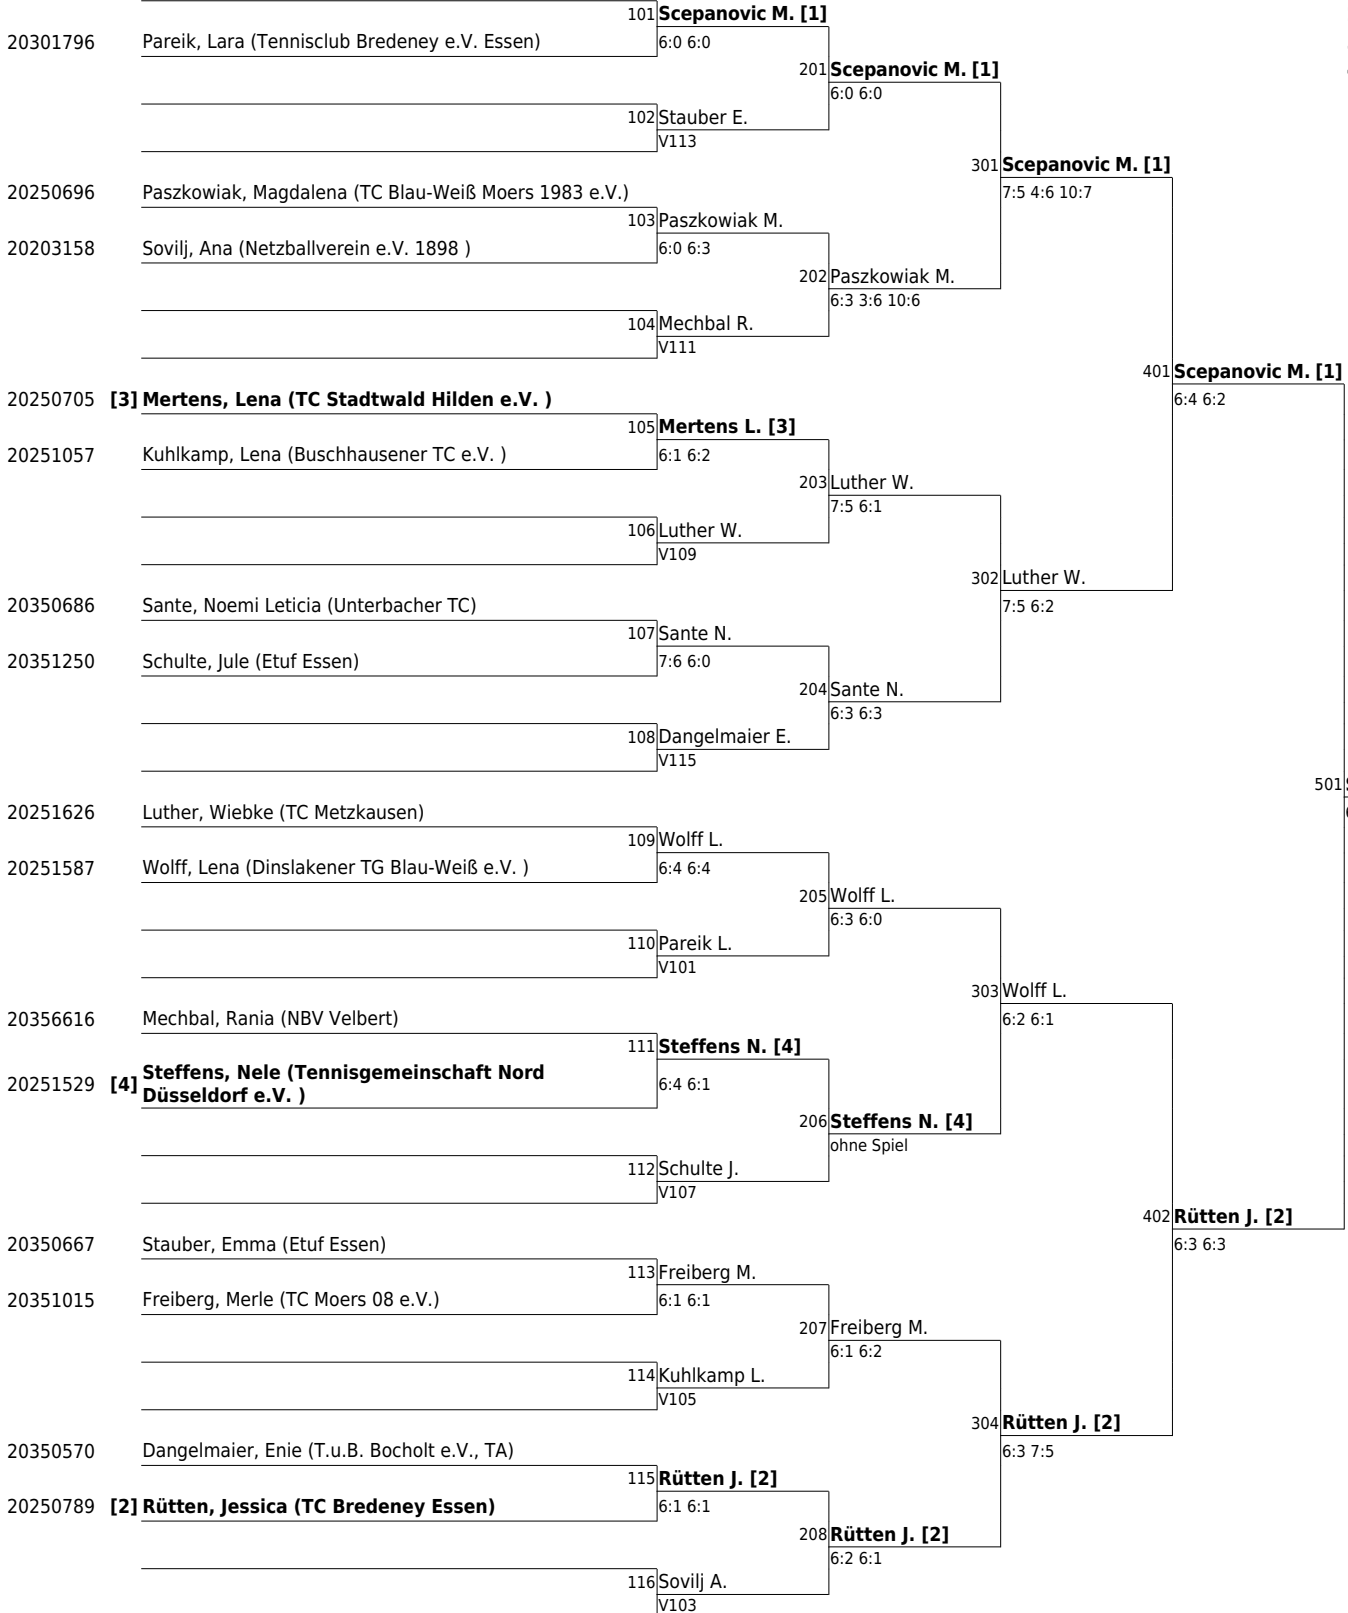 101 Scepanovic M. [1]
20301796 Pareik, Lara (Tennisclub Bredeney e.V. Essen) 6:0 6:0
201 Scepanovic M. [1]
6:0 6:0
102 Stauber E.
V113
301 Scepanovic M. [1]
20250696 Paszkowiak, Magdalena (TC Blau-Weiß Moers 1983 e.V.) 7:5 4:6 10:7
103 Paszkowiak M.
20203158 Sovilj, Ana (Netzballverein e.V. 1898 ) 6:0 6:3
202 Paszkowiak M.
6:3 3:6 10:6
104 Mechbal R.
V111
401 Scepanovic M. [1]
20250705 [3] Mertens, Lena (TC Stadtwald Hilden e.V. ) 6:4 6:2
105 Mertens L. [3]
20251057 Kuhlkamp, Lena (Buschhausener TC e.V. ) 6:1 6:2
203 Luther W.
7:5 6:1
106 Luther W.
V109
302 Luther W.
20350686 Sante, Noemi Leticia (Unterbacher TC) 7:5 6:2
107 Sante N.
20351250 Schulte, Jule (Etuf Essen) 7:6 6:0
204 Sante N.
6:3 6:3
108 Dangelmaier E.
V115
501
20251626 Luther, Wiebke (TC Metzkausen)
109 Wolff L.
20251587 Wolff, Lena (Dinslakener TG Blau-Weiß e.V. ) 6:4 6:4
205 Wolff L.
6:3 6:0
110 Pareik L.
V101
303 Wolff L.
20356616 Mechbal, Rania (NBV Velbert) 6:2 6:1
111 Steffens N. [4]
20251529 [4] Steffens, Nele (Tennisgemeinschaft Nord
Düsseldorf e.V. ) 6:4 6:1
206 Steffens N. [4]
ohne Spiel
112 Schulte J.
V107
402 Rütten J. [2]
20350667 Stauber, Emma (Etuf Essen) 6:3 6:3
113 Freiberg M.
20351015 Freiberg, Merle (TC Moers 08 e.V.) 6:1 6:1
207 Freiberg M.
6:1 6:2
114 Kuhlkamp L.
V105
304 Rütten J. [2]
20350570 Dangelmaier, Enie (T.u.B. Bocholt e.V., TA) 6:3 7:5
115 Rütten J. [2]
20250789 [2] Rütten, Jessica (TC Bredeney Essen) 6:1 6:1
208 Rütten J. [2]
6:2 6:1
116 Sovilj A.
V103